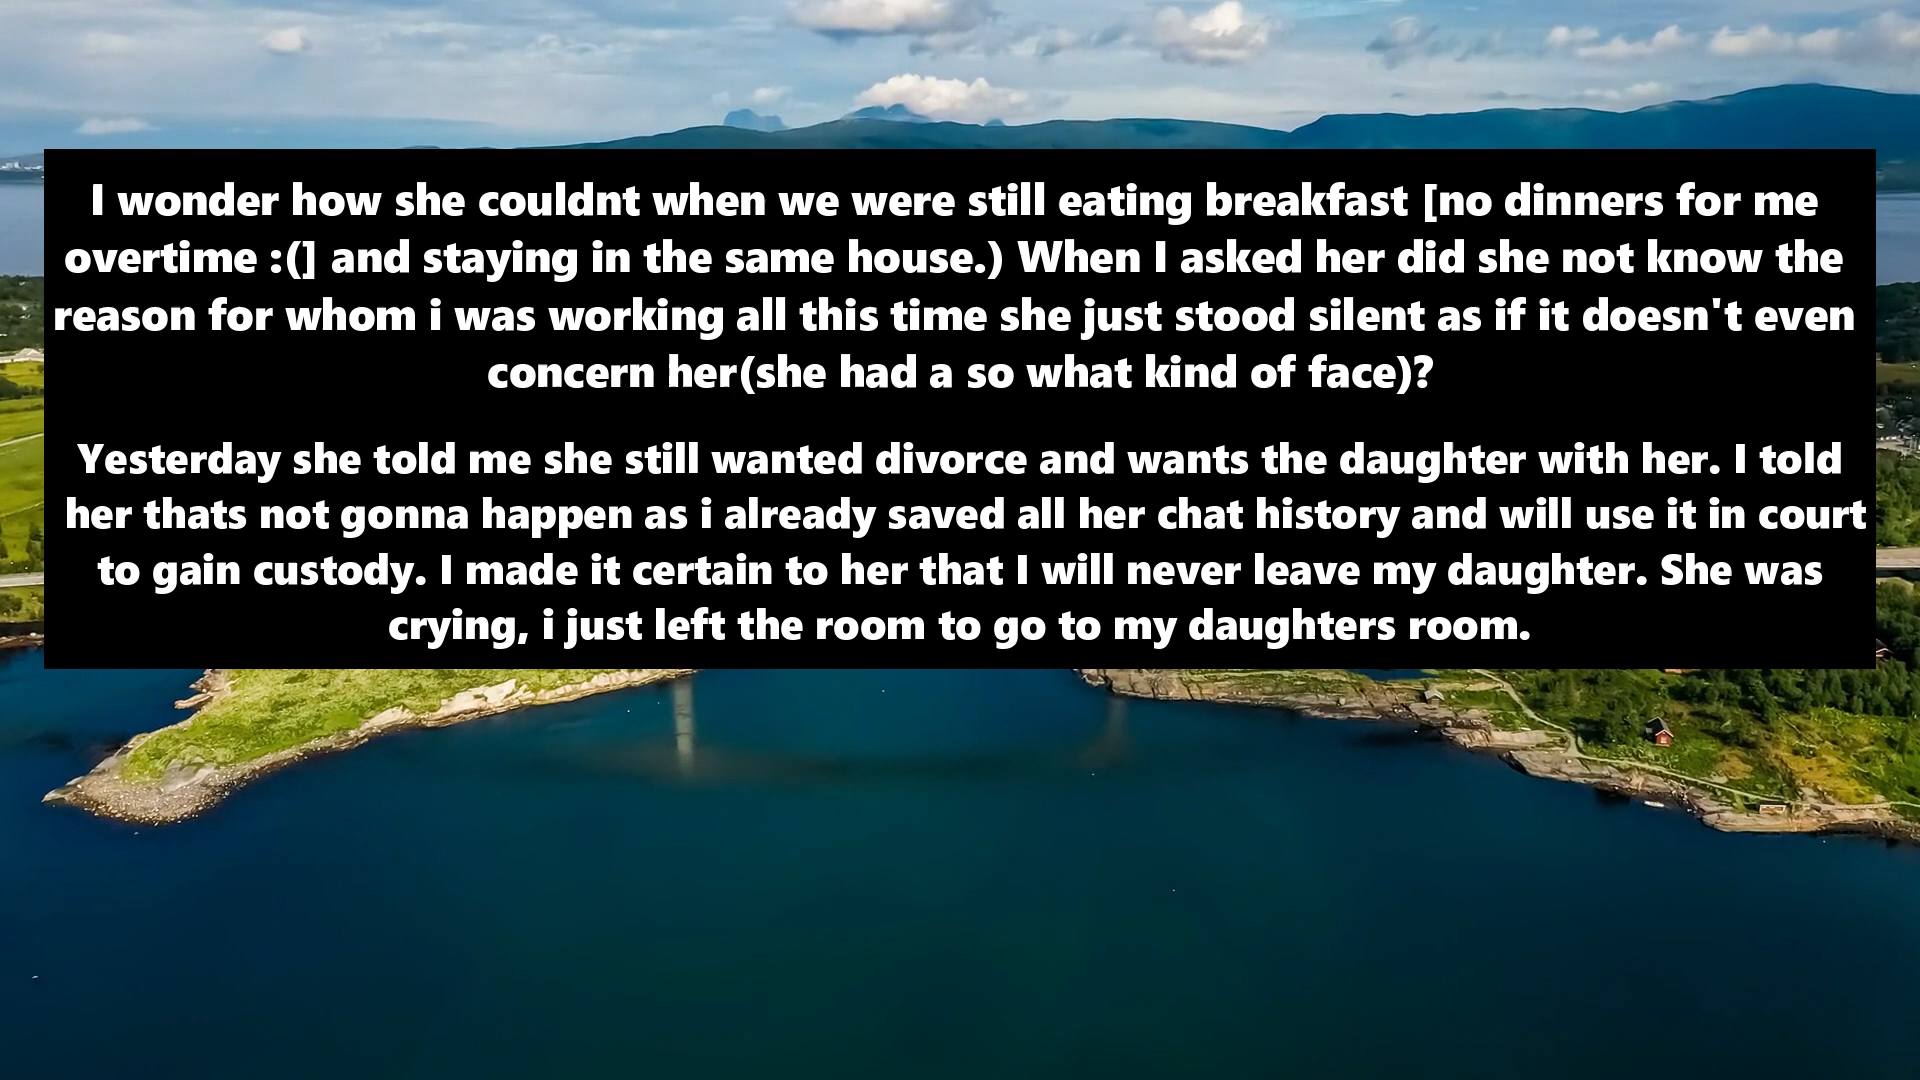 I wonder how she couldnt when we were still eating breakfast [no dinners for me
overtime :(] and staying in the same house.) When I asked her did she not know the
reason for whom i was working all this time she just stood silent as if it doesn't even
concern her(she had a so what kind of face)?
Yesterday she told me she still wanted divorce and wants the daughter with her. I told
her thats not gonna happen as i already saved all her chat history and will use it in court
to gain custody. I made it certain to her that I will never leave my daughter. She was
crying, i just left the room to go to my daughters room.